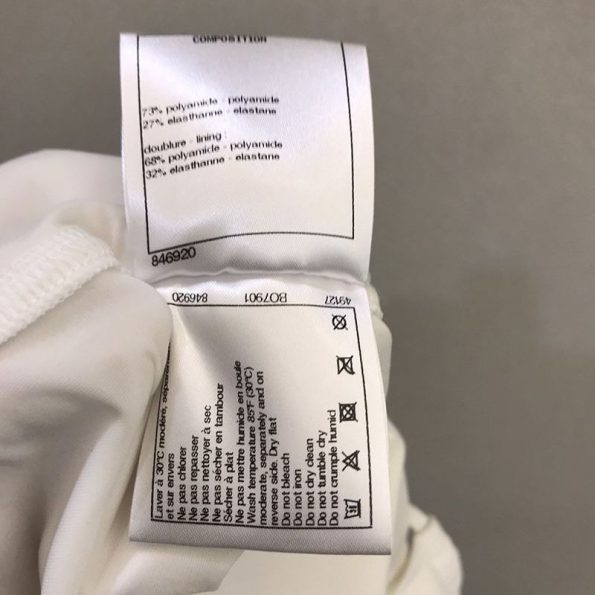 COMPOSITION
73% polyamide - polyamide
27% elasthanne - elastane
doublure - lining :
68% polyamide - polyamide
32% elasthanne - elastane
846920
846920 BO7901 49127
Laver à 30°C modéré,
et sur envers
Ne pas chlorer
Ne pas repasser
Ne pas nettoyer à sec
Ne pas sécher en tambour
Sécher à plat
Ne pas mettre humide en boule
Wash temperature 85°F (30°C)
moderate, separately and on
reverse side. Dry flat
Do not bleach
Do not iron
Do not dry clean
Do not tumble dry
Do not crumple humid